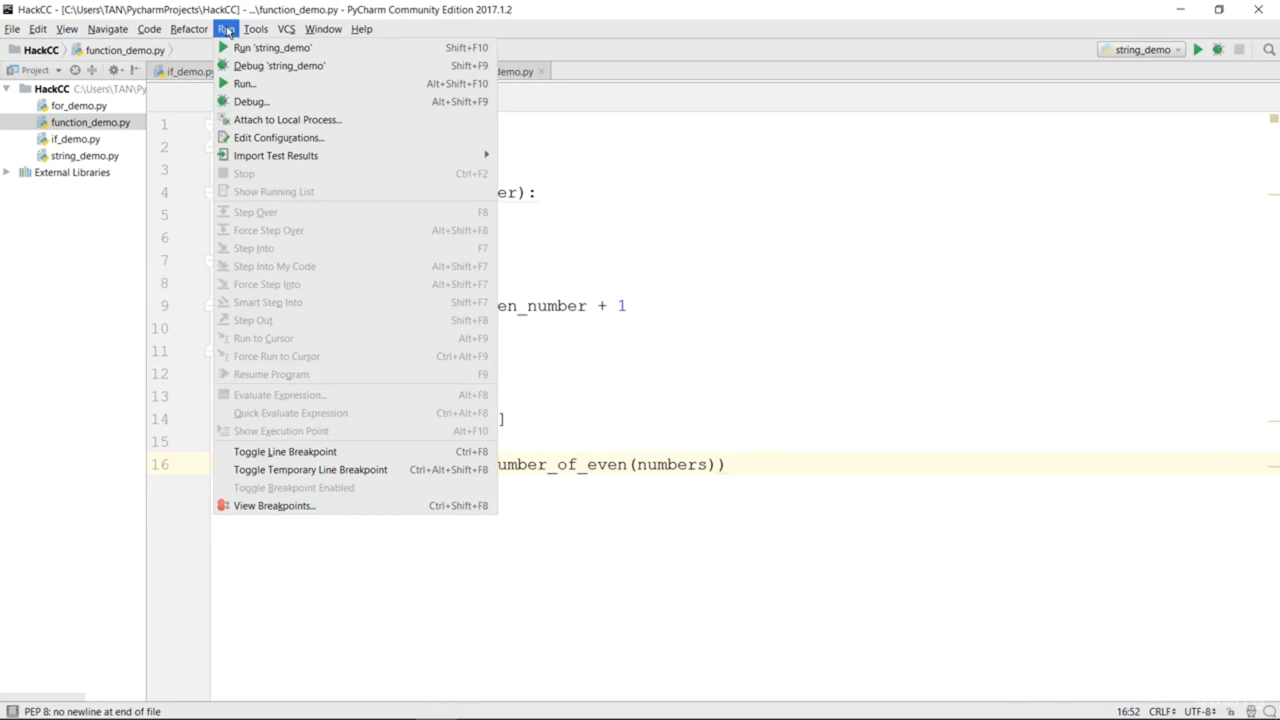 HackCC - [C:\Users\TAN\PycharmProjects\HackCC] - ...\function_demo.py - PyCharm Community Edition 2017.1.2
File Edit View Navigate Code Refactor Run Tools VCS Window Help
HackCC function_demo.py string_demo
Project if_demo.py demo.py
HackCC C:\Users\TAN\Py
for_demo.py
function_demo.py
if_demo.py
string_demo.py
External Libraries
Run 'string_demo' Shift+F10
Debug 'string_demo' Shift+F9
Run... Alt+Shift+F10
Debug... Alt+Shift+F9
Attach to Local Process...
Edit Configurations...
Import Test Results
Stop Ctrl+F2
Show Running List
Step Over F8
Force Step Over Alt+Shift+F8
Step Into F7
Step Into My Code Alt+Shift+F7
Force Step Into Alt+Shift+F7
Smart Step Into Shift+F7
Step Out Shift+F8
Run to Cursor Alt+F9
Force Run to Cursor Ctrl+Alt+F9
Resume Program F9
Evaluate Expression... Alt+F8
Quick Evaluate Expression Ctrl+Alt+F8
Show Execution Point Alt+F10
Toggle Line Breakpoint Ctrl+F8
Toggle Temporary Line Breakpoint Ctrl+Alt+Shift+F8
Toggle Breakpoint Enabled
View Breakpoints... Ctrl+Shift+F8
1
2
3
4 er):
5
6
7
8
9 en_number + 1
10
11
12
13
14 ]
15
16 umber_of_even(numbers))
PEP 8: no newline at end of file 16:52 CRLF UTF-8